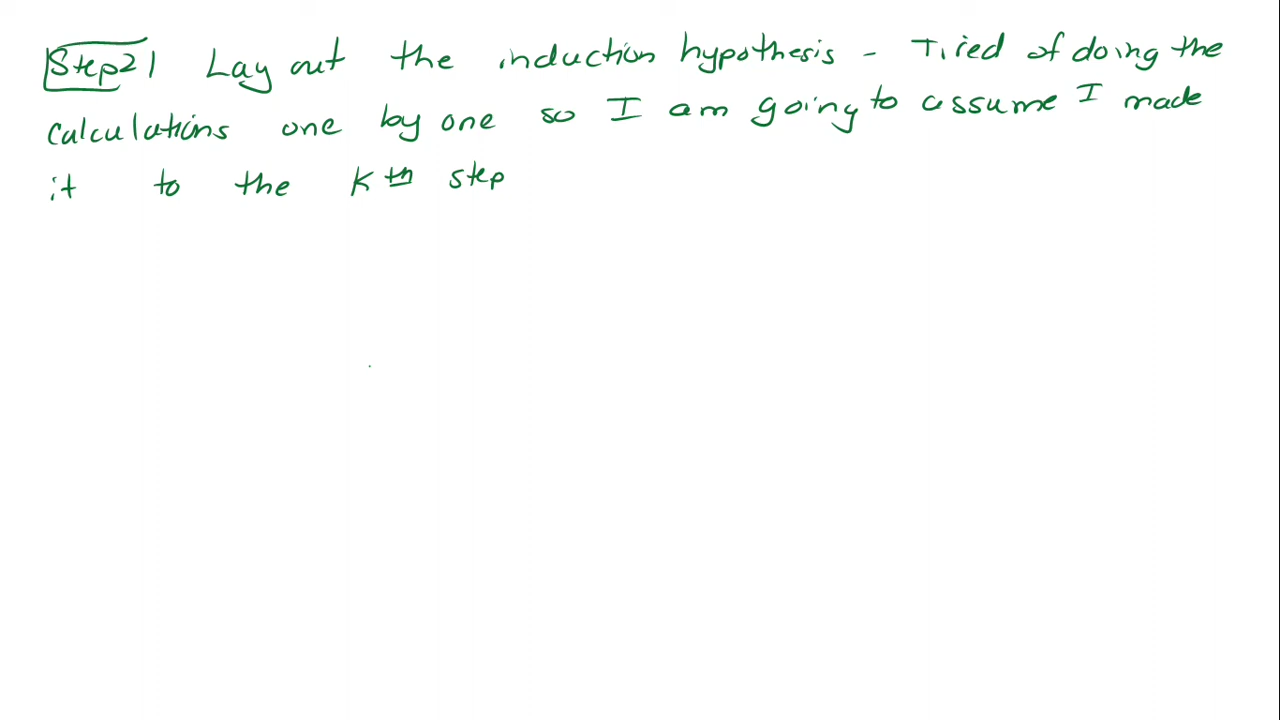 Step 2 Lay out the induction hypothesis - Tired of doing the
calculations one by one so I am going to assume I made
it to the kth step